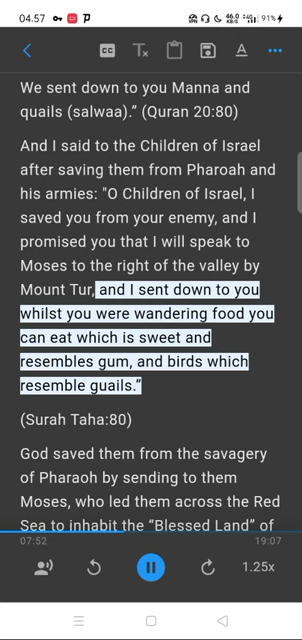 04.57
46.0
KB/S
91%
CC
We sent down to you Manna and
quails (salwaa).” (Quran 20:80)
And I said to the Children of Israel
after saving them from Pharoah and
his armies: "O Children of Israel, I
saved you from your enemy, and I
promised you that I will speak to
Moses to the right of the valley by
Mount Tur, and I sent down to you
whilst you were wandering food you
can eat which is sweet and
resembles gum, and birds which
resemble guails.”
(Surah Taha:80)
God saved them from the savagery
of Pharaoh by sending to them
Moses, who led them across the Red
Sea to inhabit the “Blessed Land” of
07:52
19:07
1.25x